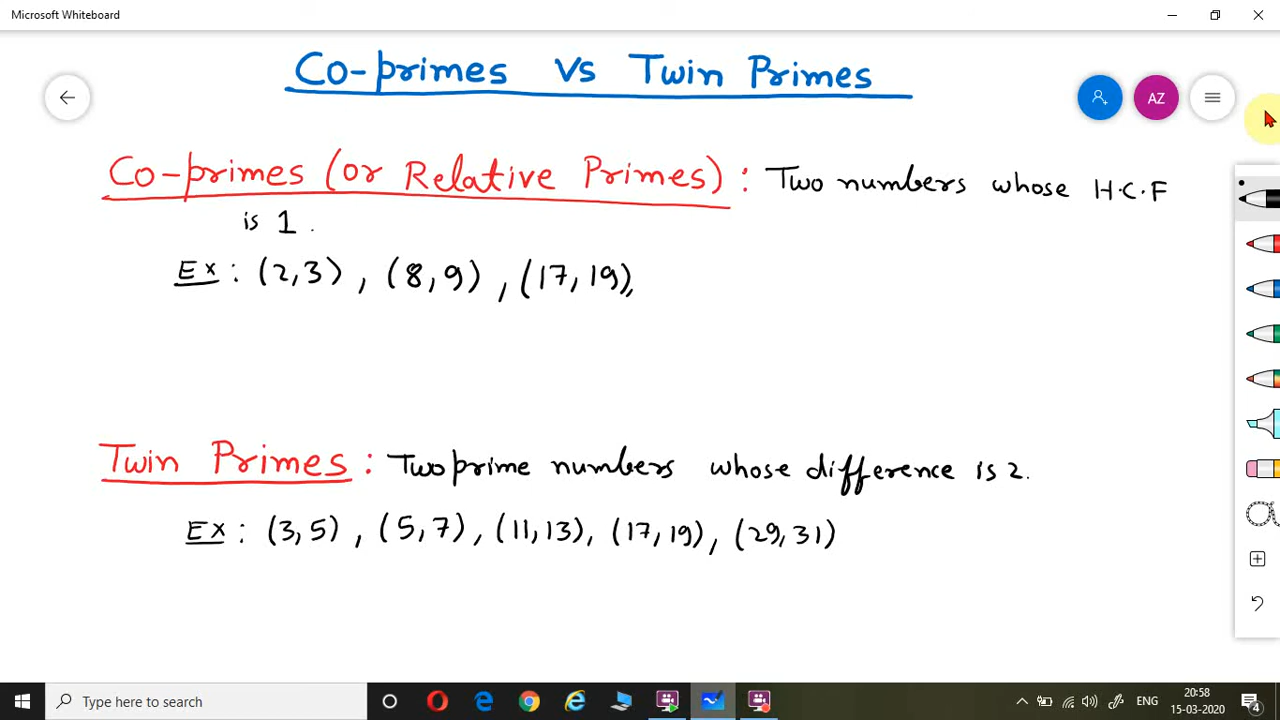 Microsoft Whiteboard
Co-primes vs Twin Primes
AZ
Co-primes (or Relative Primes) : Two numbers whose H.C.F
is 1.
Ex : (2,3) , (8,9) , (17,19),
Twin Primes : Two prime numbers whose difference is 2.
Ex : (3,5) , (5,7) , (11,13), (17,19), (29,31)
Type here to search
ENG
20:58
15-03-2020
4